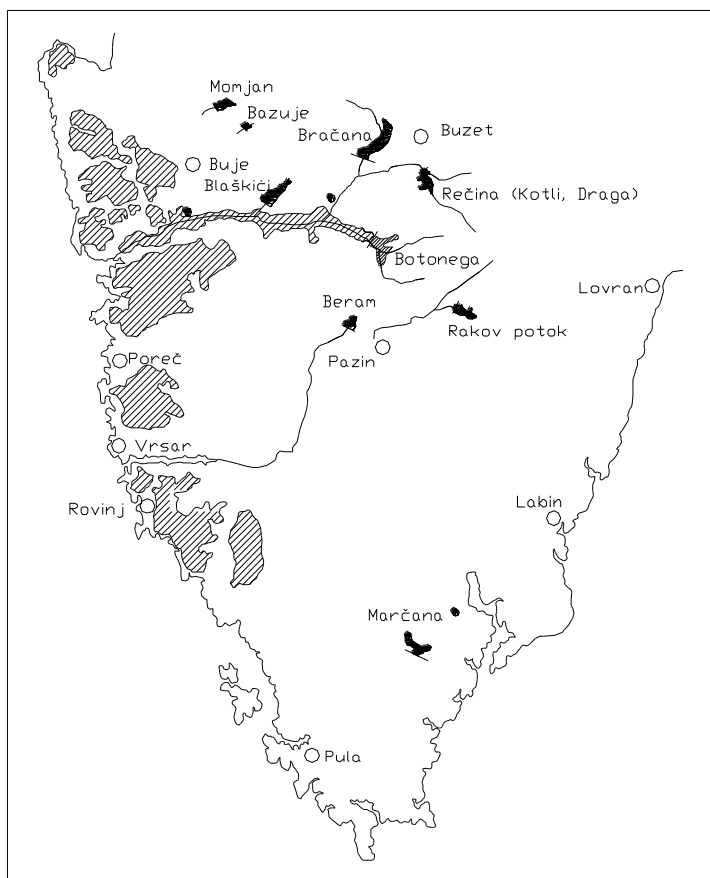 Momjan
Bazuje
Bračana
Buzet
Buje
Blaškići
Rečina (Kotli, Draga)
Botonega
Lovran
Beram
Rakov potok
Pazin
Poreč
Vrsar
Rovinj
Labin
Marčana
Pula